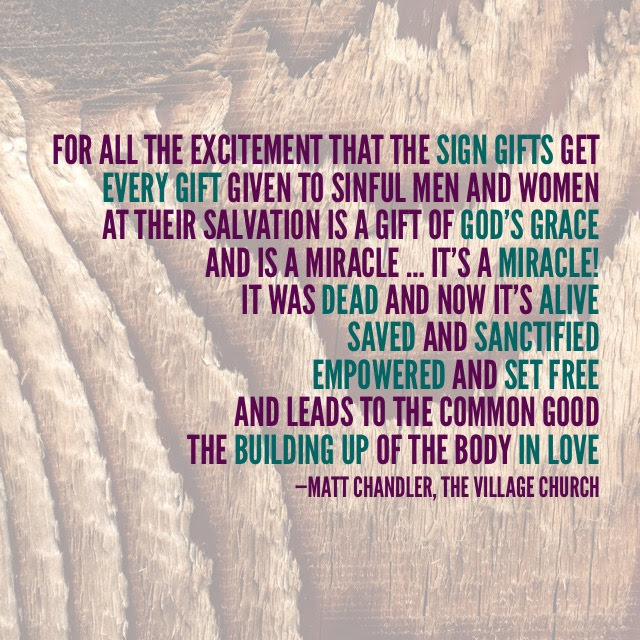 FOR ALL THE EXCITEMENT THAT THE SIGN GIFTS GET
EVERY GIFT GIVEN TO SINFUL MEN AND WOMEN
AT THEIR SALVATION IS A GIFT OF GOD'S GRACE
AND IS A MIRACLE ... IT'S A MIRACLE!
IT WAS DEAD AND NOW IT'S ALIVE
SAVED AND SANCTIFIED
EMPOWERED AND SET FREE
AND LEADS TO THE COMMON GOOD
THE BUILDING UP OF THE BODY IN LOVE
–MATT CHANDLER, THE VILLAGE CHURCH